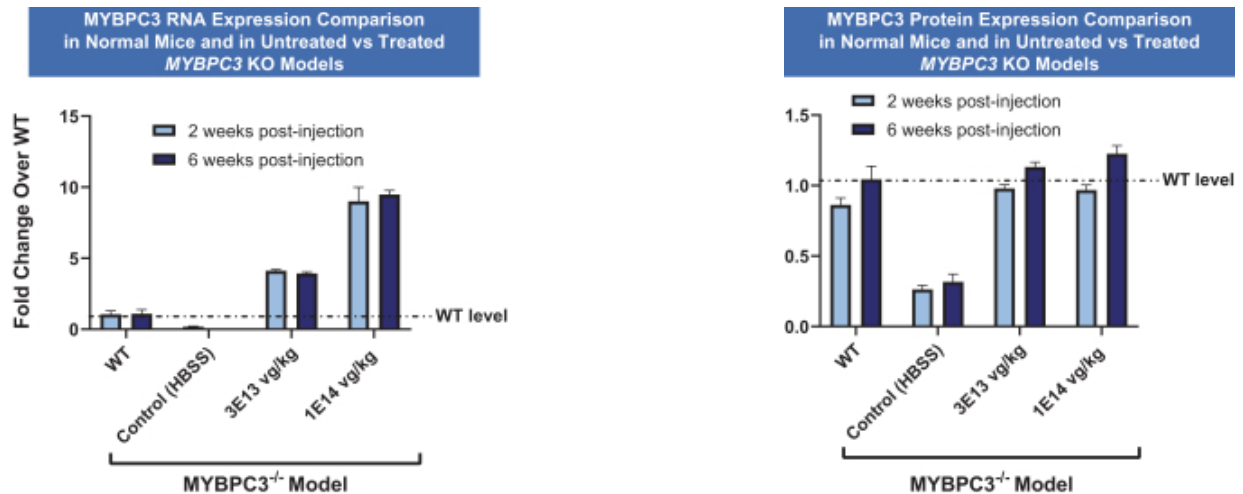 MYBPC3 RNA Expression Comparison
in Normal Mice and in Untreated vs Treated
MYBPC3 KO Models
Fold Change Over WT
15
10
5
0
2 weeks post-injection
6 weeks post-injection
WT level
WT
Control (HBSS)
3E13 vg/kg
1E14 vg/kg
MYBPC3-/- Model
MYBPC3 Protein Expression Comparison
in Normal Mice and in Untreated vs Treated
MYBPC3 KO Models
1.5
1.0
0.5
0.0
2 weeks post-injection
6 weeks post-injection
WT level
WT
Control (HBSS)
3E13 vg/kg
1E14 vg/kg
MYBPC3-/- Model